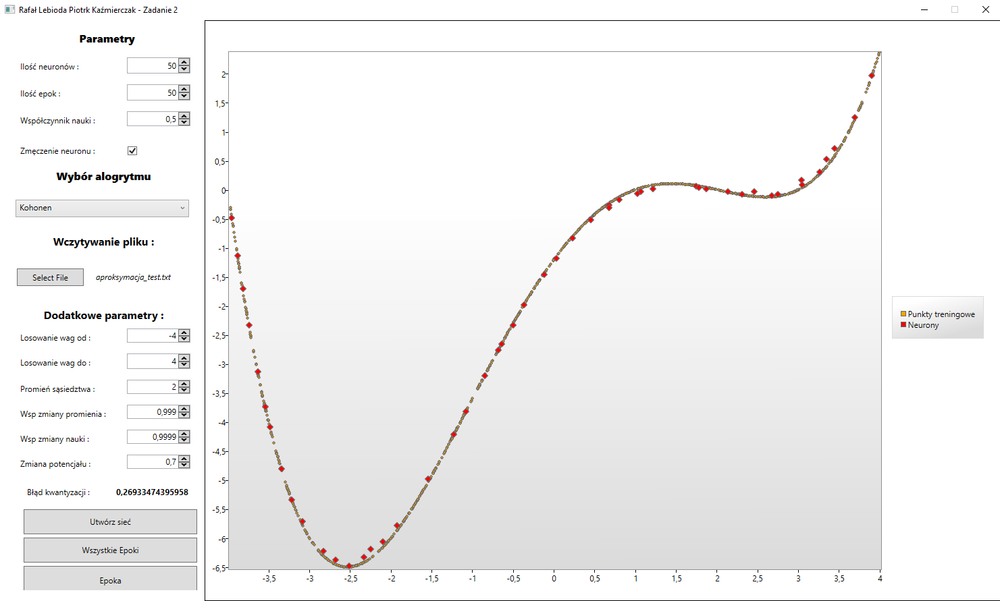 Rafał Lebioda Piotrk Kaźmierczak - Zadanie 2
Parametry
Ilość neuronów : 50
Ilość epok : 50
Współczynnik nauki : 0,5
Zmęczenie neuronu :
Wybór alogrytmu
Kohonen
Wczytywanie pliku :
Select File aproksymacja_test.txt
Dodatkowe parametry :
Losowanie wag od : -4
Losowanie wag do : 4
Promień sąsiedztwa : 2
Wsp zmiany promienia : 0,999
Wsp zmiany nauki : 0,9999
Zmiana potencjału : 0,7
Błąd kwantyzacji : 0,26933474395958
Utwórz sieć
Wszystkie Epoki
Epoka
2
1,5
1
0,5
0
-0,5
-1
-1,5
-2
-2,5
-3
-3,5
-4
-4,5
-5
-5,5
-6
-6,5
-3,5 -3 -2,5 -2 -1,5 -1 -0,5 0 0,5 1 1,5 2 2,5 3 3,5 4
Punkty treningowe
Neurony